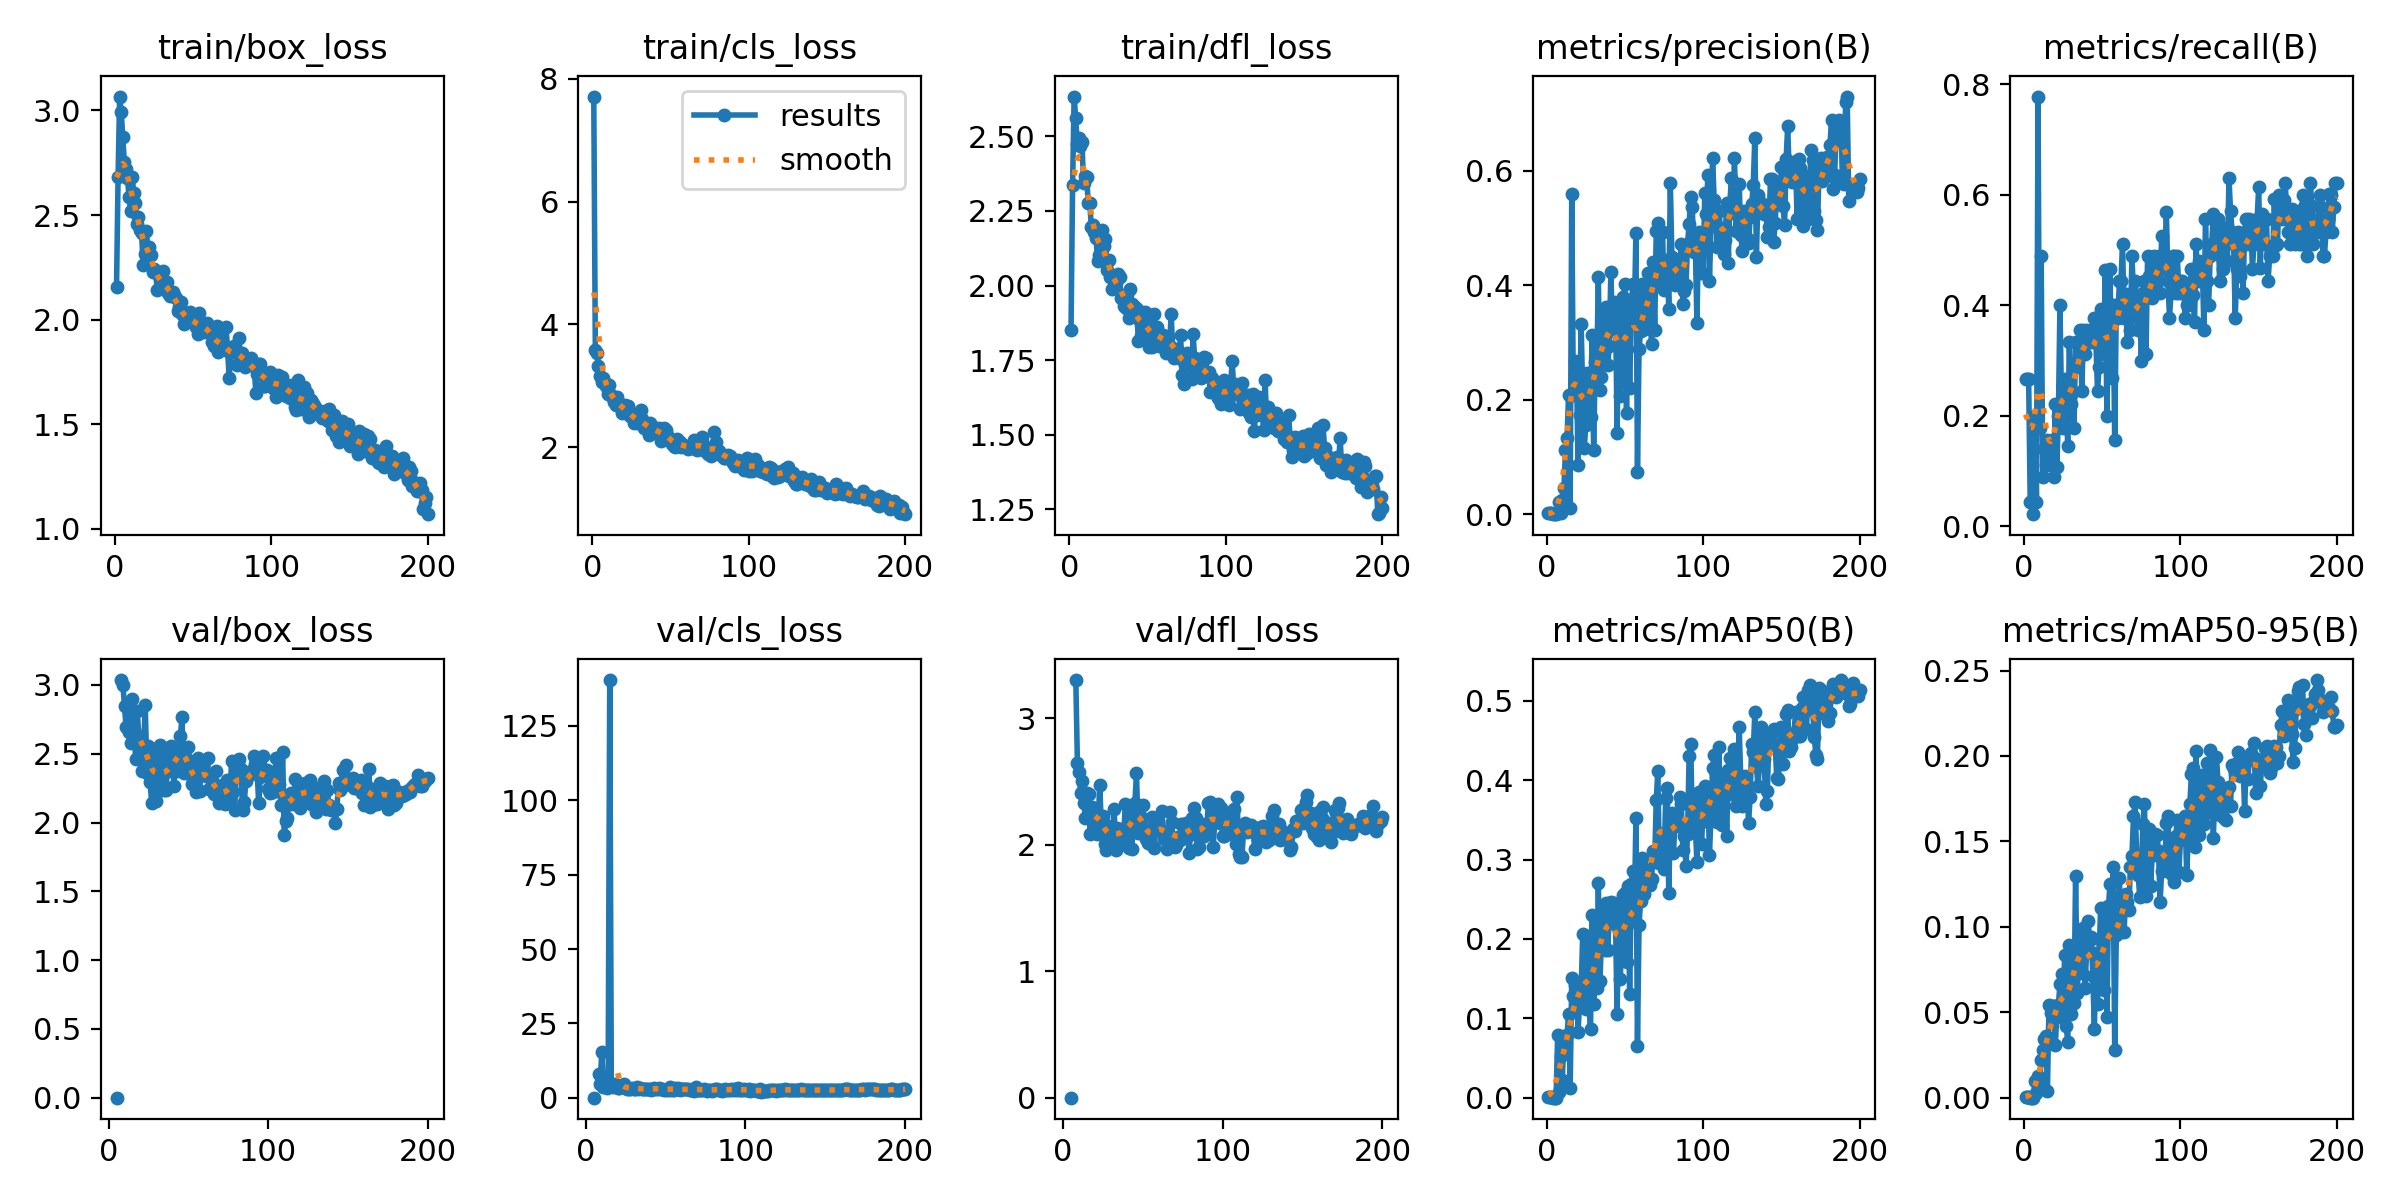 train/box_loss
3.0
2.5
2.0
1.5
1.0
0 100 200
train/cls_loss
results
smooth
8
6
4
2
0 100 200
train/dfl_loss
2.50
2.25
2.00
1.75
1.50
1.25
0 100 200
metrics/precision(B)
0.6
0.4
0.2
0.0
0 100 200
metrics/recall(B)
0.8
0.6
0.4
0.2
0.0
0 100 200
val/box_loss
3.0
2.5
2.0
1.5
1.0
0.5
0.0
0 100 200
val/cls_loss
125
100
75
50
25
0
0 100 200
val/dfl_loss
3
2
1
0
0 100 200
metrics/mAP50(B)
0.5
0.4
0.3
0.2
0.1
0.0
0 100 200
metrics/mAP50-95(B)
0.25
0.20
0.15
0.10
0.05
0.00
0 100 200